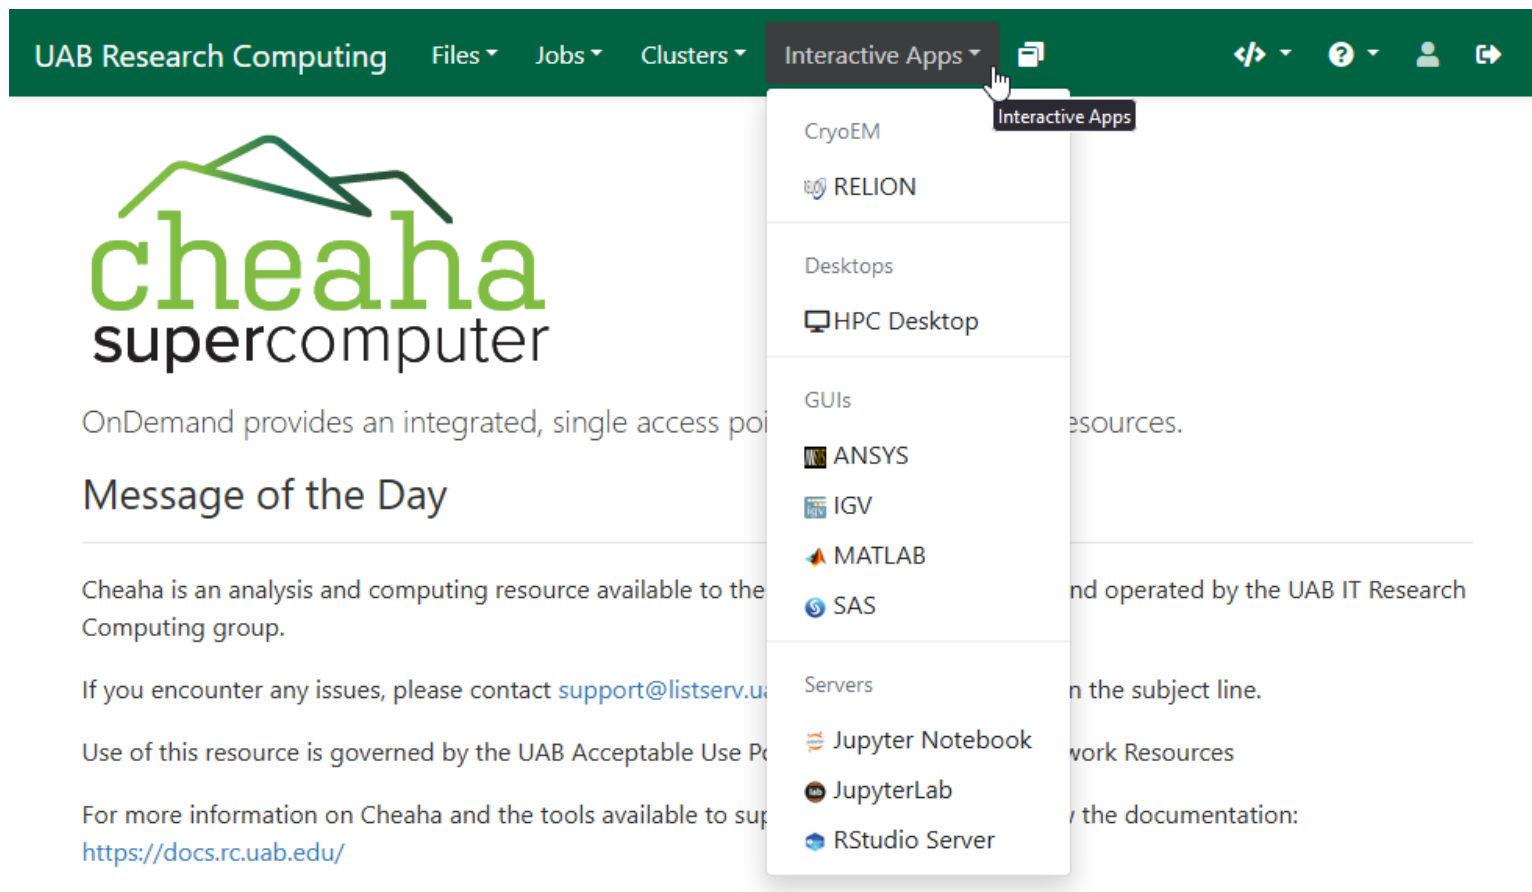 UAB Research Computing Files Jobs Clusters Interactive Apps
Interactive Apps
CryoEM
RELION
Desktops
HPC Desktop
GUIs
ANSYS
IGV
MATLAB
SAS
Servers
Jupyter Notebook
JupyterLab
RStudio Server
cheaha
supercomputer
OnDemand provides an integrated, single access esources.
Message of the Day
Cheaha is an analysis and computing resource available to the nd operated by the UAB IT Research
Computing group.
If you encounter any issues, please contact support@listserv.ua n the subject line.
Use of this resource is governed by the UAB Acceptable Use work Resources
For more information on Cheaha and the tools available to the documentation:
https://docs.rc.uab.edu/